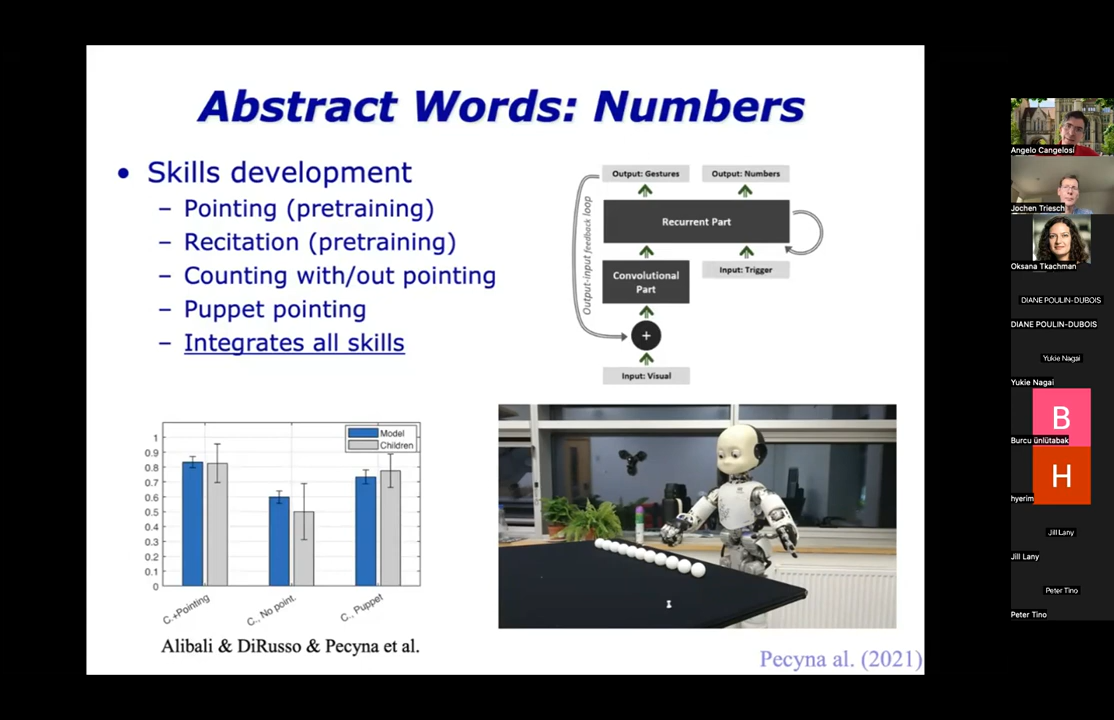 Abstract Words: Numbers
• Skills development
– Pointing (pretraining)
– Recitation (pretraining)
– Counting with/out pointing
– Puppet pointing
– Integrates all skills
Output: Gestures
Output: Numbers
Output-input feedback loop
Recurrent Part
Convolutional
Part
Input: Trigger
+
Input: Visual
Model
Children
1
0.9
0.8
0.7
0.6
0.5
0.4
0.3
0.2
0.1
0
C.+Pointing
C., No point.
C., Puppet
Alibali & DiRusso & Pecyna et al.
Pecyna al. (2021)
Angelo Cangelosi
Jochen Triesch
Oksana Tkachman
DIANE POULIN-DUBOIS
DIANE POULIN-DUBOIS
Yukie Nagai
Yukie Nagai
B
Burcu ünlütabak
H
hyerim
Jill Lany
Jill Lany
Peter Tino
Peter Tino